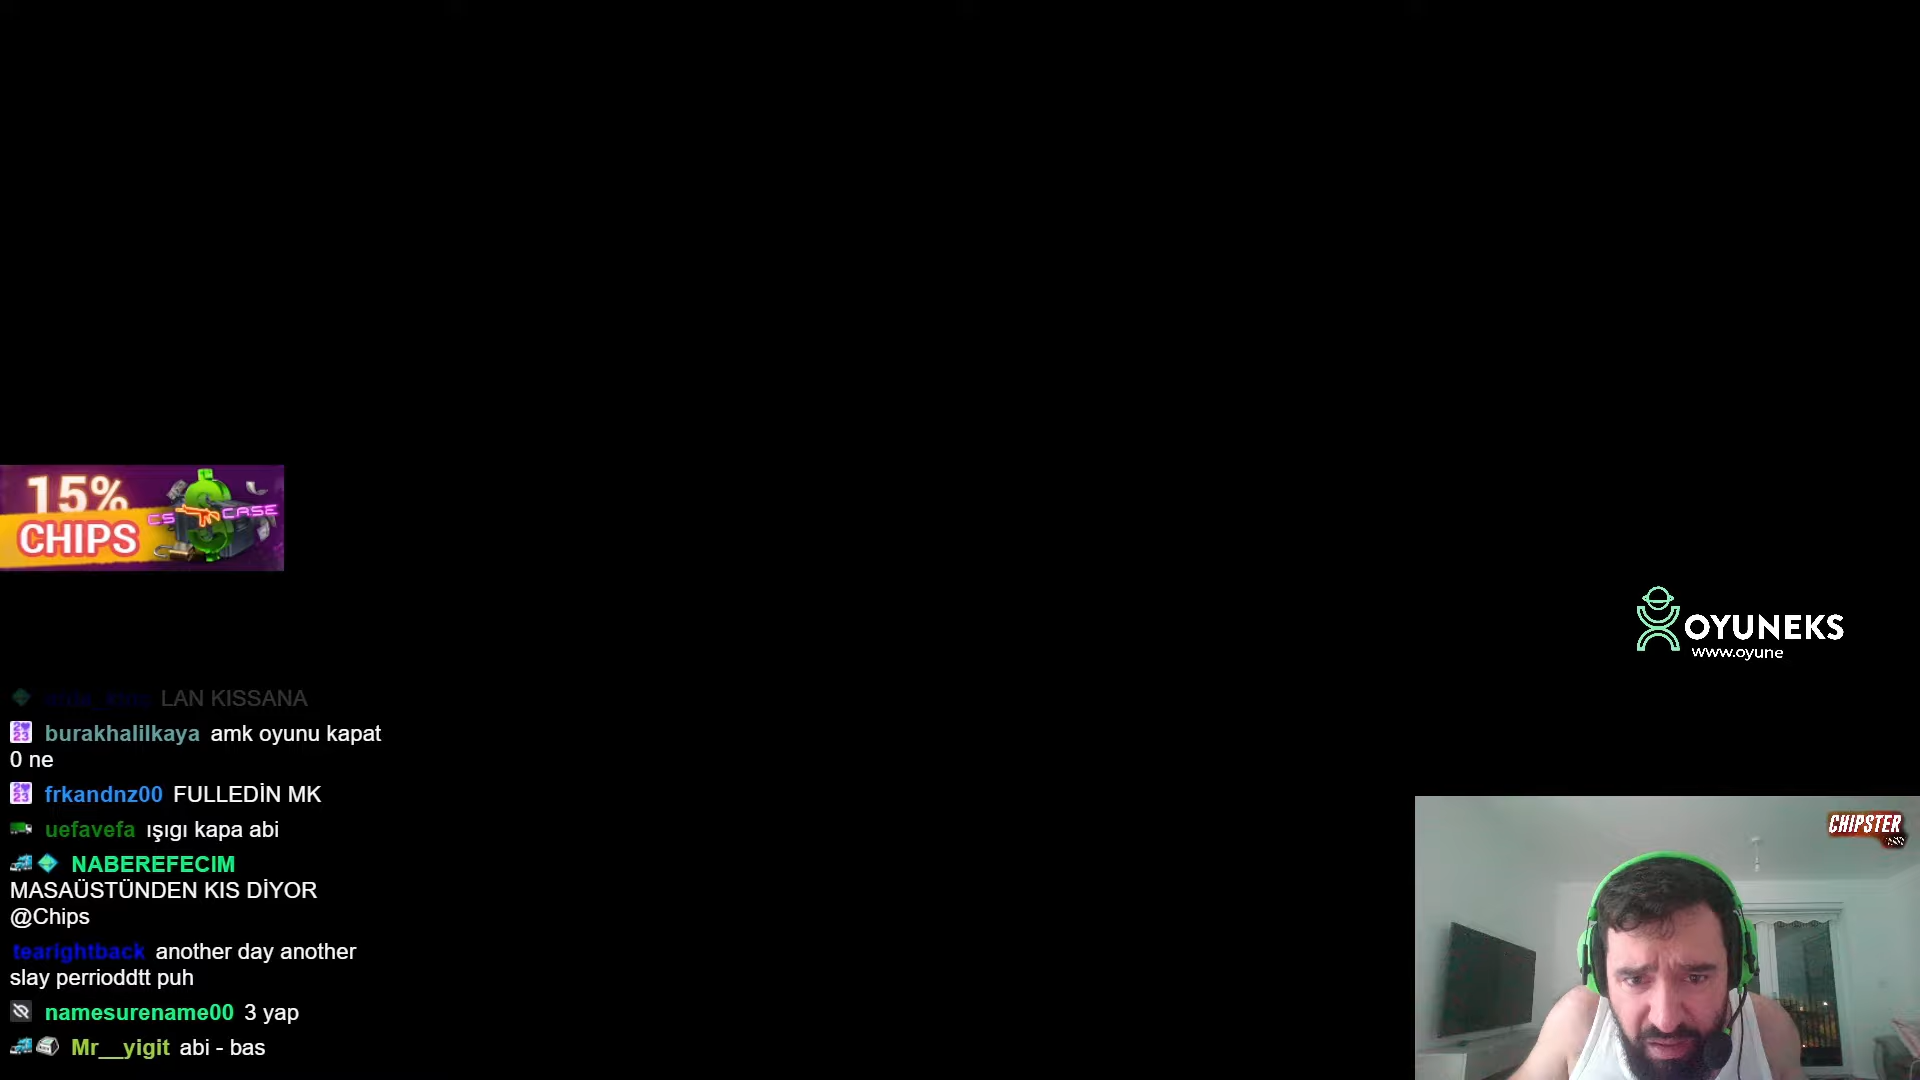 15%
CHIPS
CS CASE
OYUNEKS
www.oyune
LAN KISSANA
burakhalilkaya amk oyunu kapat
0 ne
frkandnz00 FULLEDİN MK
uefavefa ışıgı kapa abi
NABEREFECIM
MASAÜSTÜNDEN KIS DİYOR
@Chips
tearightback another day another
slay perrioddtt puh
namesurename00 3 yap
Mr__yigit abi - bas
CHIPSTER